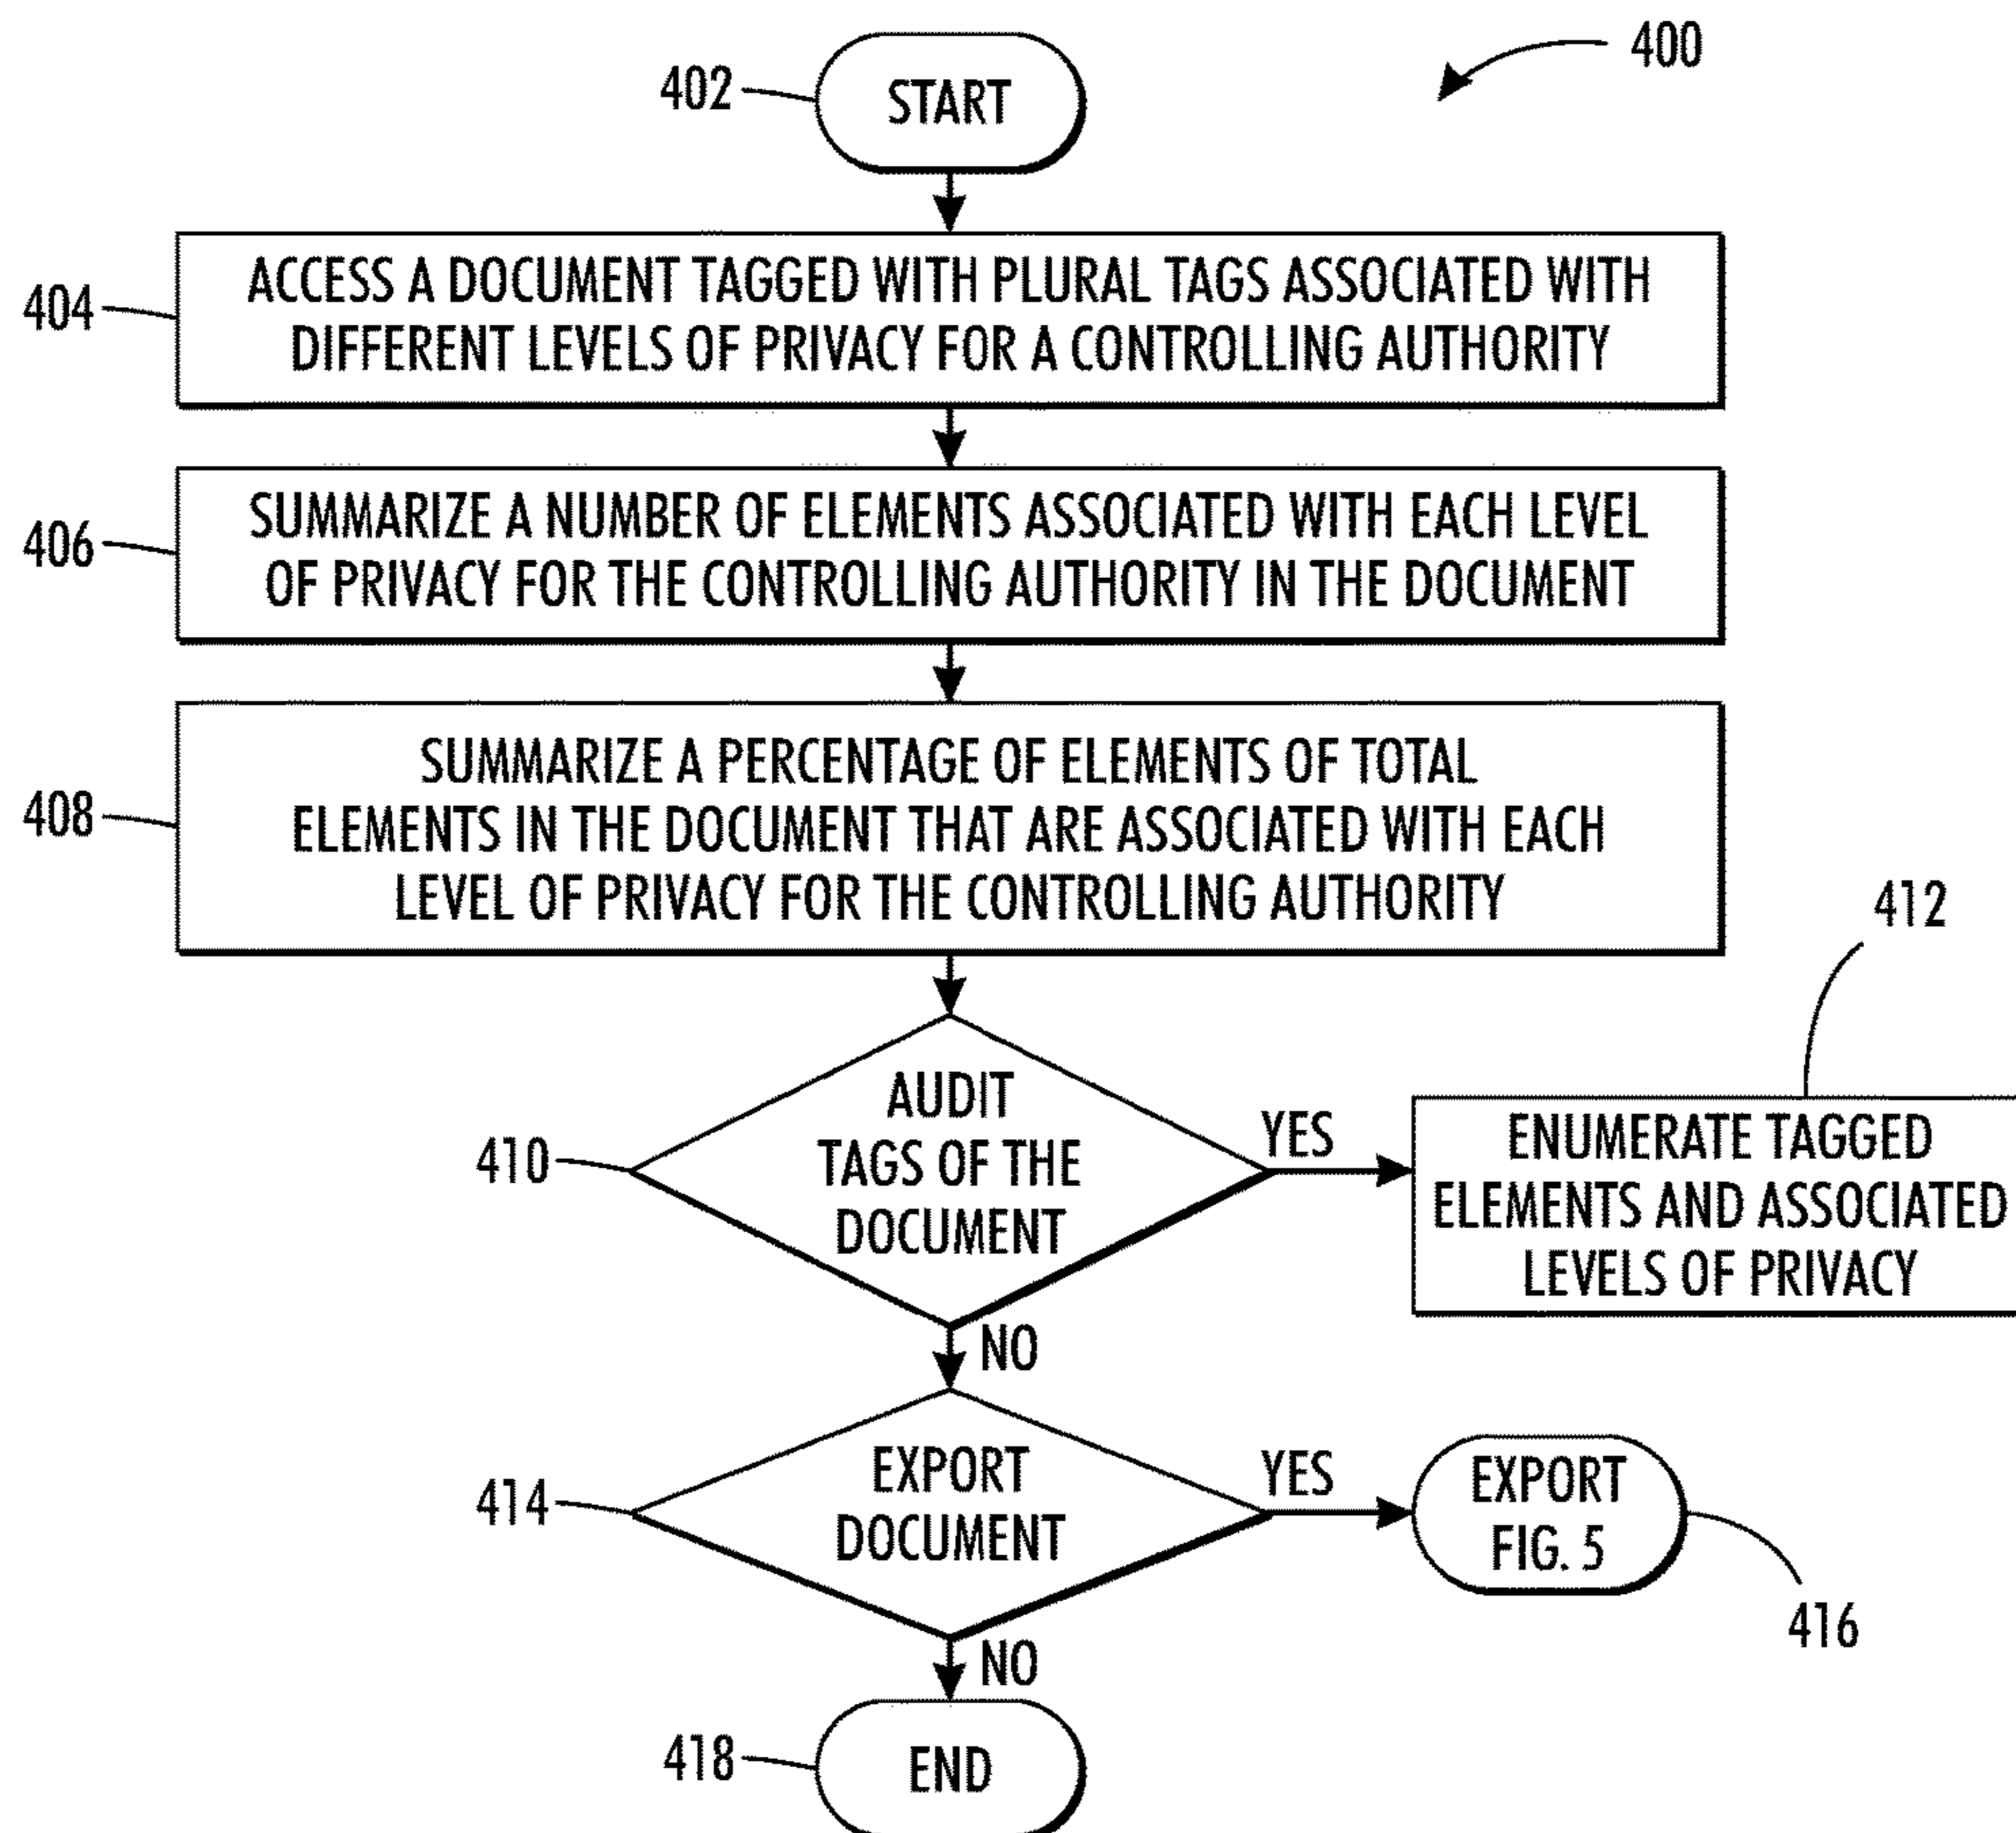 400
402
START
404
ACCESS A DOCUMENT TAGGED WITH PLURAL TAGS ASSOCIATED WITH
DIFFERENT LEVELS OF PRIVACY FOR A CONTROLLING AUTHORITY
406
SUMMARIZE A NUMBER OF ELEMENTS ASSOCIATED WITH EACH LEVEL
OF PRIVACY FOR THE CONTROLLING AUTHORITY IN THE DOCUMENT
408
SUMMARIZE A PERCENTAGE OF ELEMENTS OF TOTAL
ELEMENTS IN THE DOCUMENT THAT ARE ASSOCIATED WITH EACH
LEVEL OF PRIVACY FOR THE CONTROLLING AUTHORITY
410
AUDIT
TAGS OF THE
DOCUMENT
YES
412
ENUMERATE TAGGED
ELEMENTS AND ASSOCIATED
LEVELS OF PRIVACY
NO
414
EXPORT
DOCUMENT
YES
EXPORT
FIG. 5
416
NO
418
END